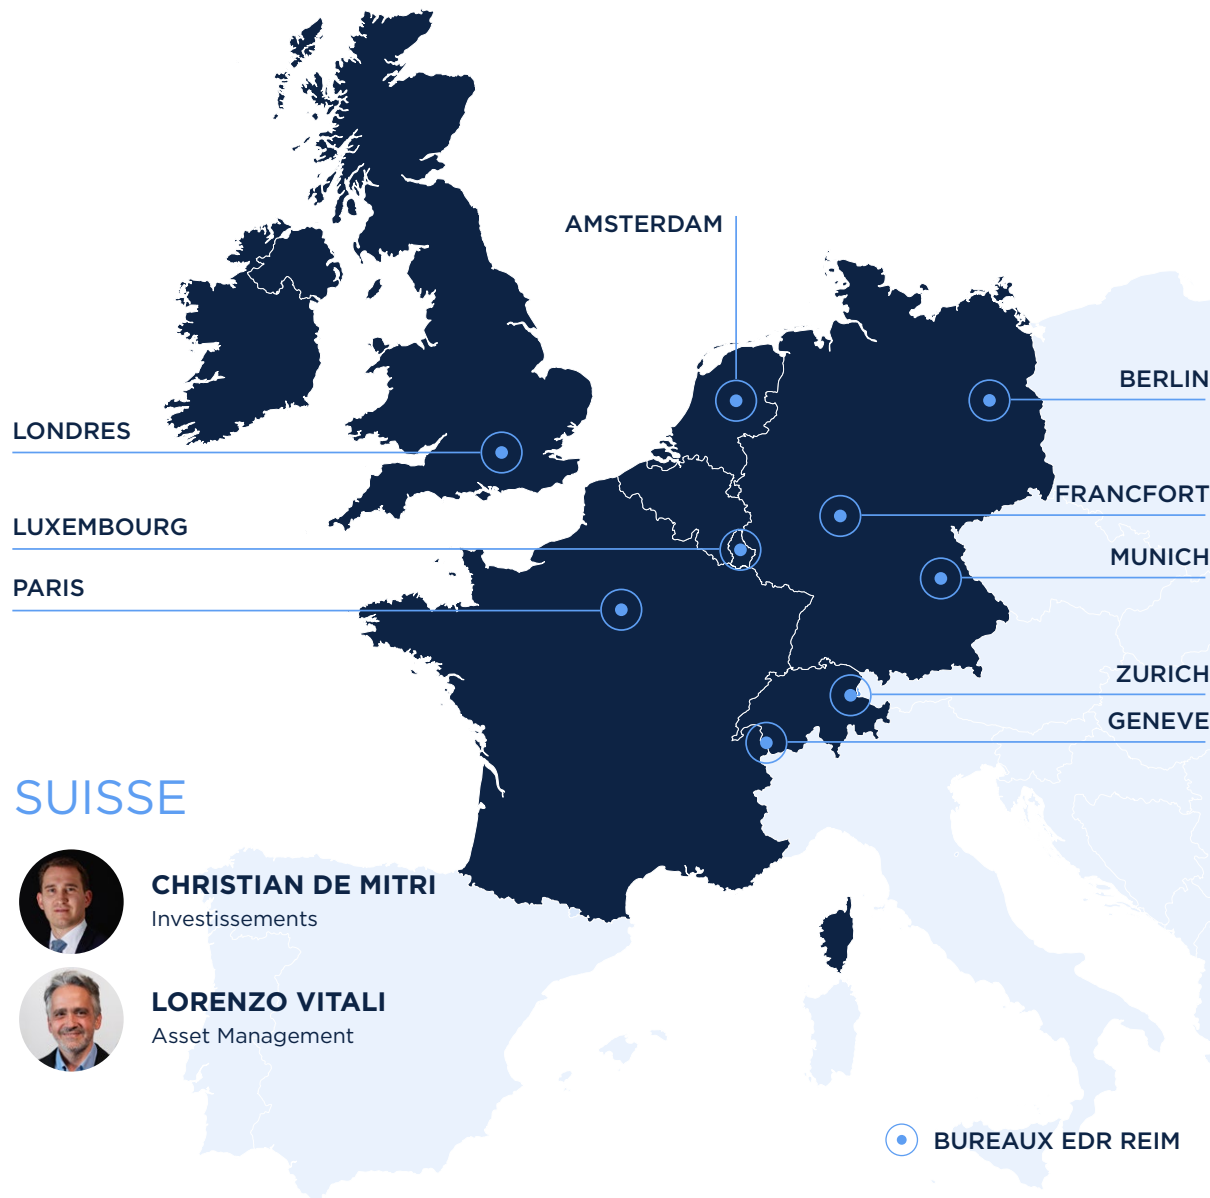 AMSTERDAM
BERLIN
LONDRES
FRANCFORT
LUXEMBOURG
MUNICH
PARIS
ZURICH
GENEVE
SUISSE
CHRISTIAN DE MITRI
Investissements
LORENZO VITALI
Asset Management
BUREAUX EDR REIM